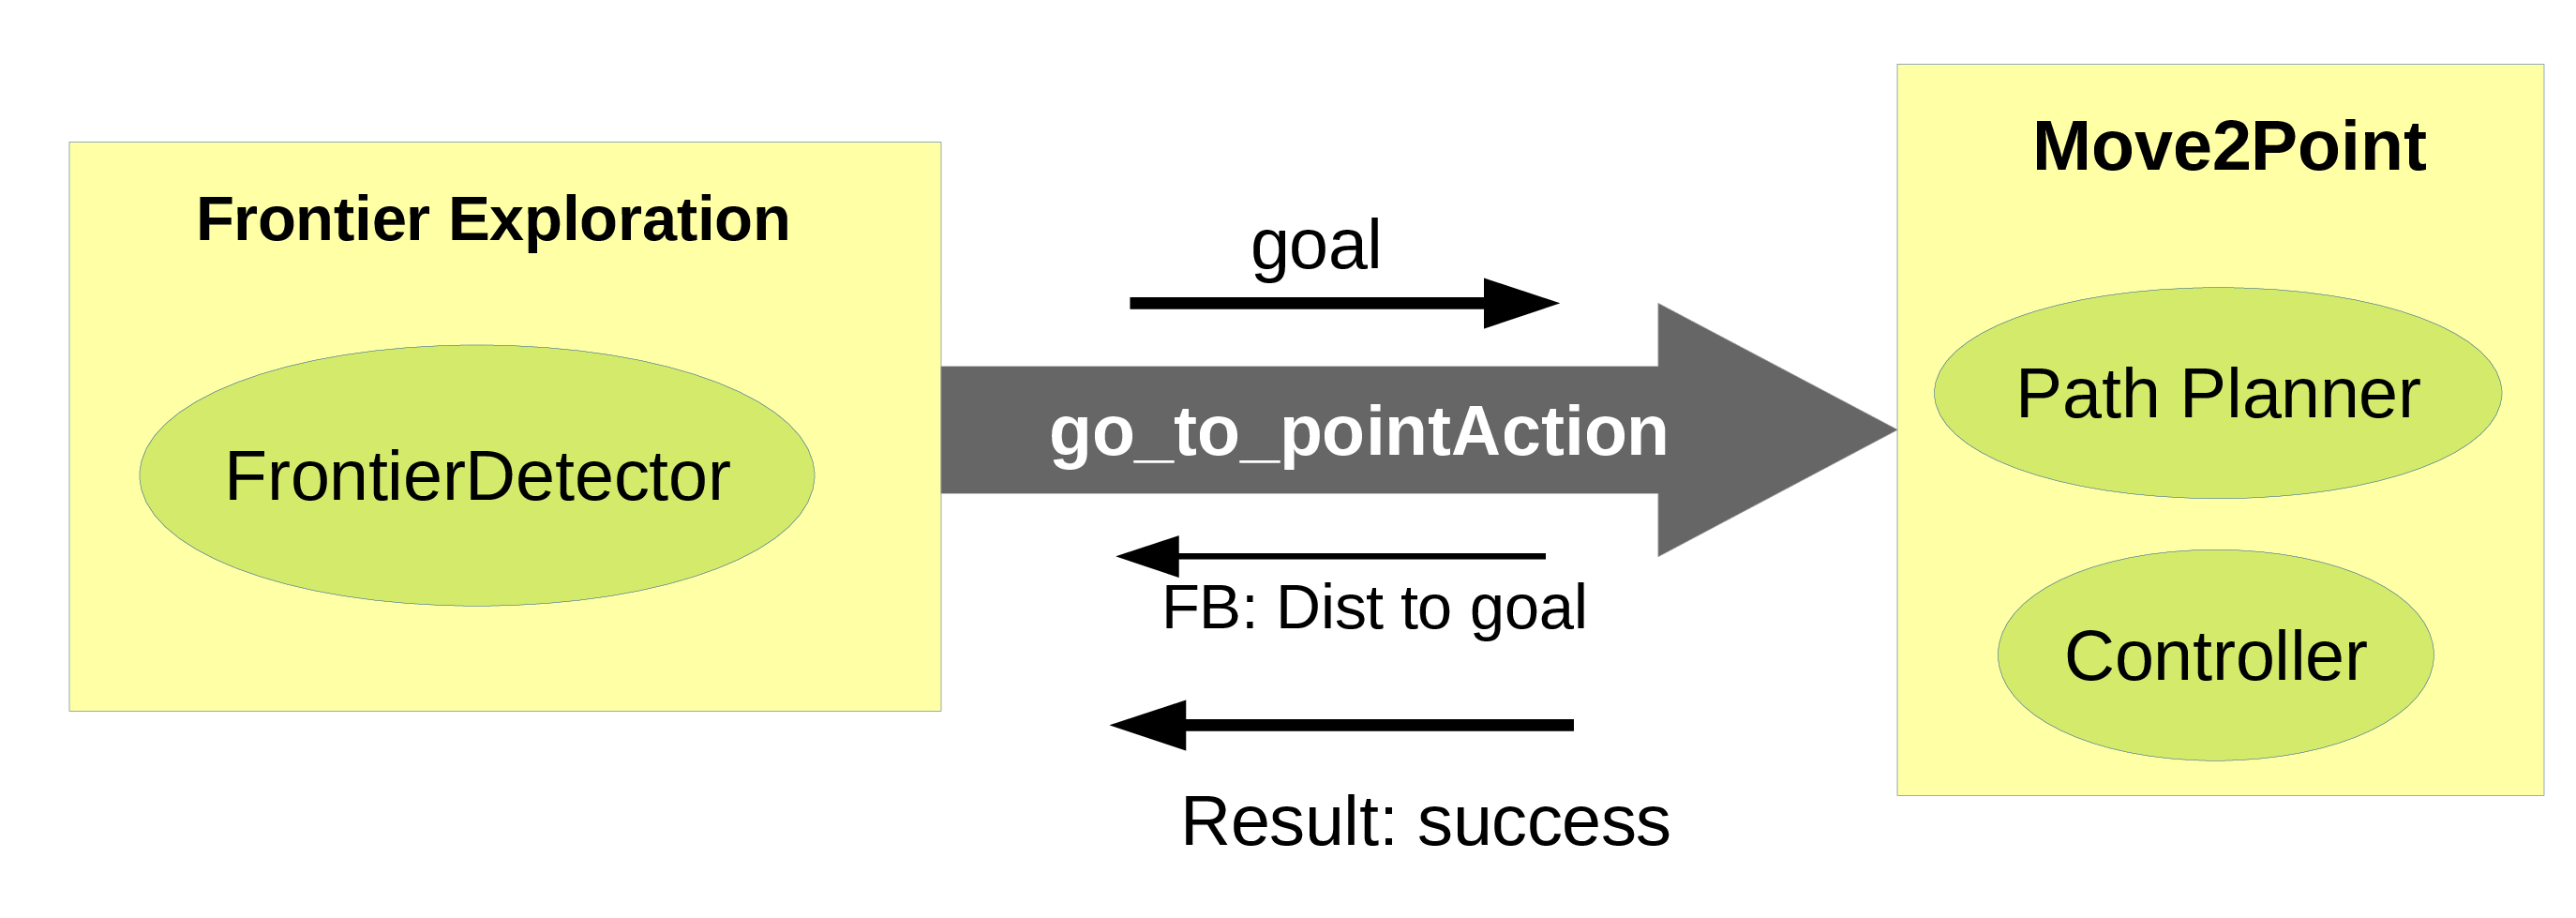 Frontier Exploration
FrontierDetector
goal
go_to_pointAction
FB: Dist to goal
Result: success
Move2Point
Path Planner
Controller